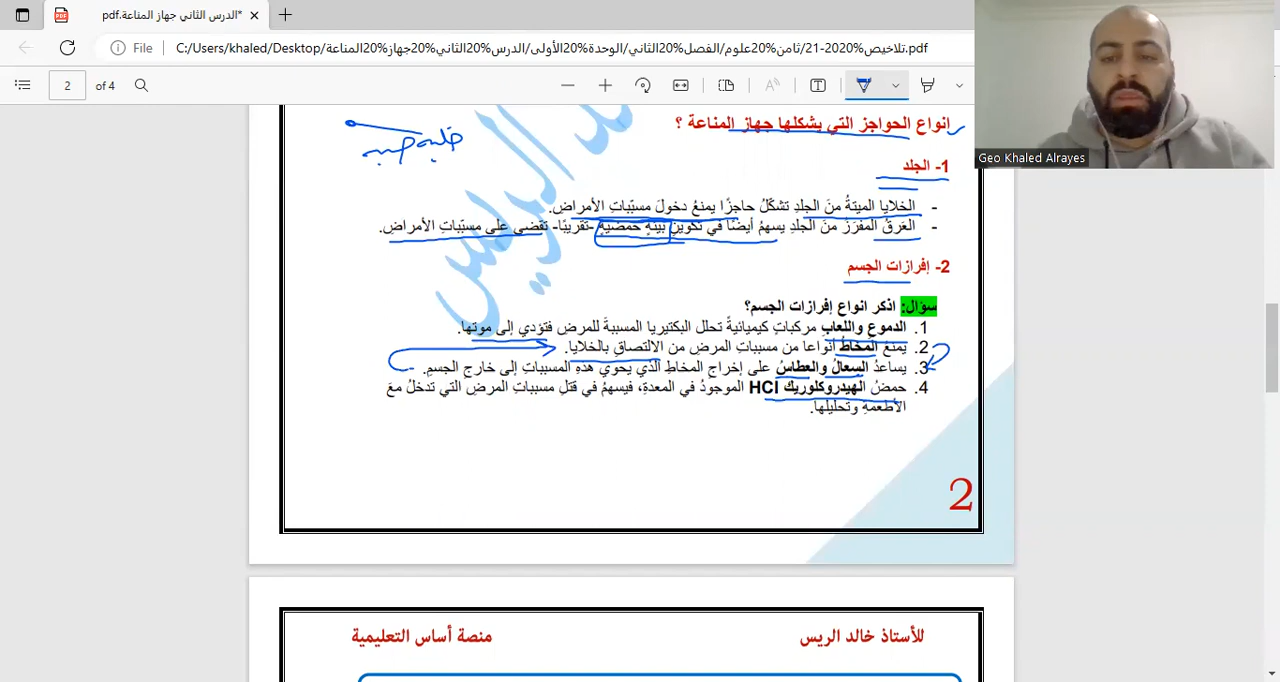 *الدرس الثاني جهاز المناعة.pdf
File
C:/Users/khaled/Desktop/تلاخيص%2020-21/ثامن%20علوم/الفصل%20الثاني/الوحدة%20الأولى/الدرس%20الثاني%20جهاز%20المناعة.pdf
2 of 4
Geo Khaled Alrayes
انواع الحواجز التي يشكلها جهاز المناعة ؟
1- الجلد
- الخلايا الميتةُ منَ الجلدِ تشكّلُ حاجزًا يمنعُ دخولَ مسبّباتِ الأمراضِ.
- العَرقُ المفرَزُ منَ الجلدِ يسهمُ أيضًا في تكوينِ بيئةٍ حمضيةٍ -تقريبًا- تقضي على مسبّباتِ الأمراضِ.
2- إفرازات الجسم
سؤال: اذكر انواع إفرازات الجسم؟
1. الدموع واللعاب مركباتٍ كيميائيةً تحلل البكتيريا المسببةَ للمرض فتؤدي إلى موتها.
2. يمنعُ المخاطُ أنواعا من مسبباتِ المرضِ من الالتصاقِ بالخلايا.
3. يساعدُ السعالُ والعطاسُ على إخراجِ المخاطِ الذي يحوي هذهِ المسبباتِ إلى خارج الجسمِ.
4. حمضُ الهيدروكلوريك HCl الموجودُ في المعدةِ، فيسهمُ في قتلِ مسبباتِ المرضِ التي تدخلُ معَ
الأطعمةِ وتحليلها.
2
للأستاذ خالد الريس
منصة أساس التعليمية